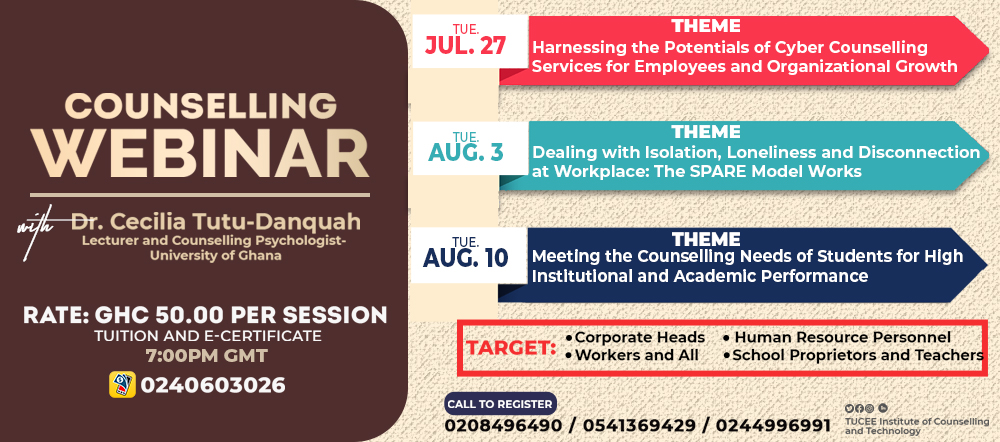 COUNSELLING
WEBINAR
with Dr. Cecilia Tutu-Danquah
Lecturer and Counselling Psychologist-
University of Ghana
RATE: GHC 50.00 PER SESSION
TUITION AND E-CERTIFICATE
7:00PM GMT
0240603026
TUE.
JUL. 27
THEME
Harnessing the Potentials of Cyber Counselling
Services for Employees and Organizational Growth
TUE.
AUG. 3
THEME
Dealing with Isolation, Loneliness and Disconnection
at Workplace: The SPARE Model Works
TUE.
AUG. 10
THEME
Meeting the Counselling Needs of Students for High
Institutional and Academic Performance
TARGET:
•Corporate Heads
•Workers and All
• Human Resource Personnel
•School Proprietors and Teachers
CALL TO REGISTER
0208496490 / 0541369429 / 0244996991
TUCEE Institute of Counselling
and Technology